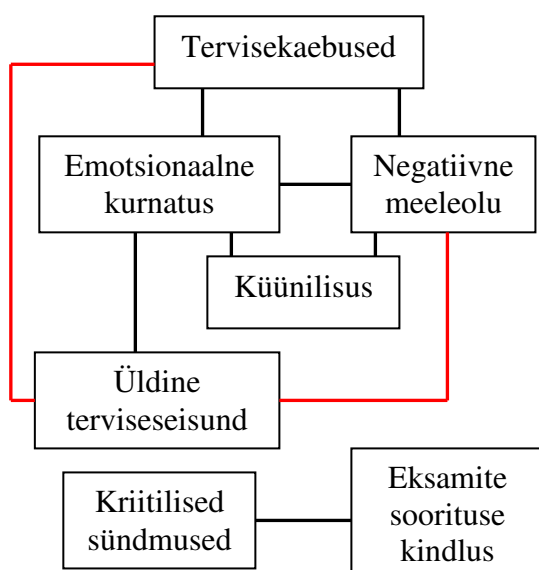 Tervisekaebused
Emotsionaalne
kurnatus
Negatiivne
meeleolu
Küünilisus
Üldine
terviseseisund
Kriitilised
sündmused
Eksamite
soorituse
kindlus